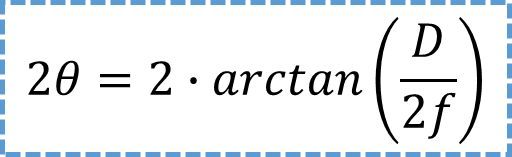 2θ = 2 · arctan(D/2f)